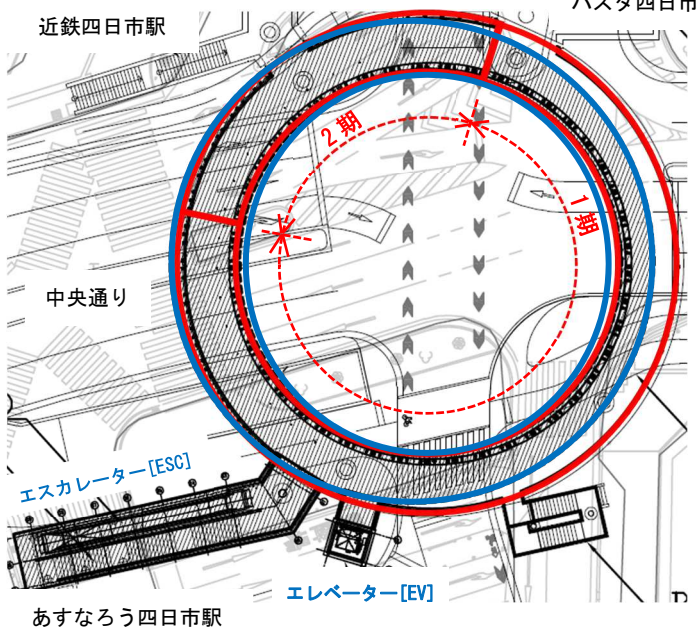 バスタ四日市
近鉄四日市駅
2期
1期
中央通り
エスカレーター[ESC]
エレベーター[EV]
あすなろう四日市駅